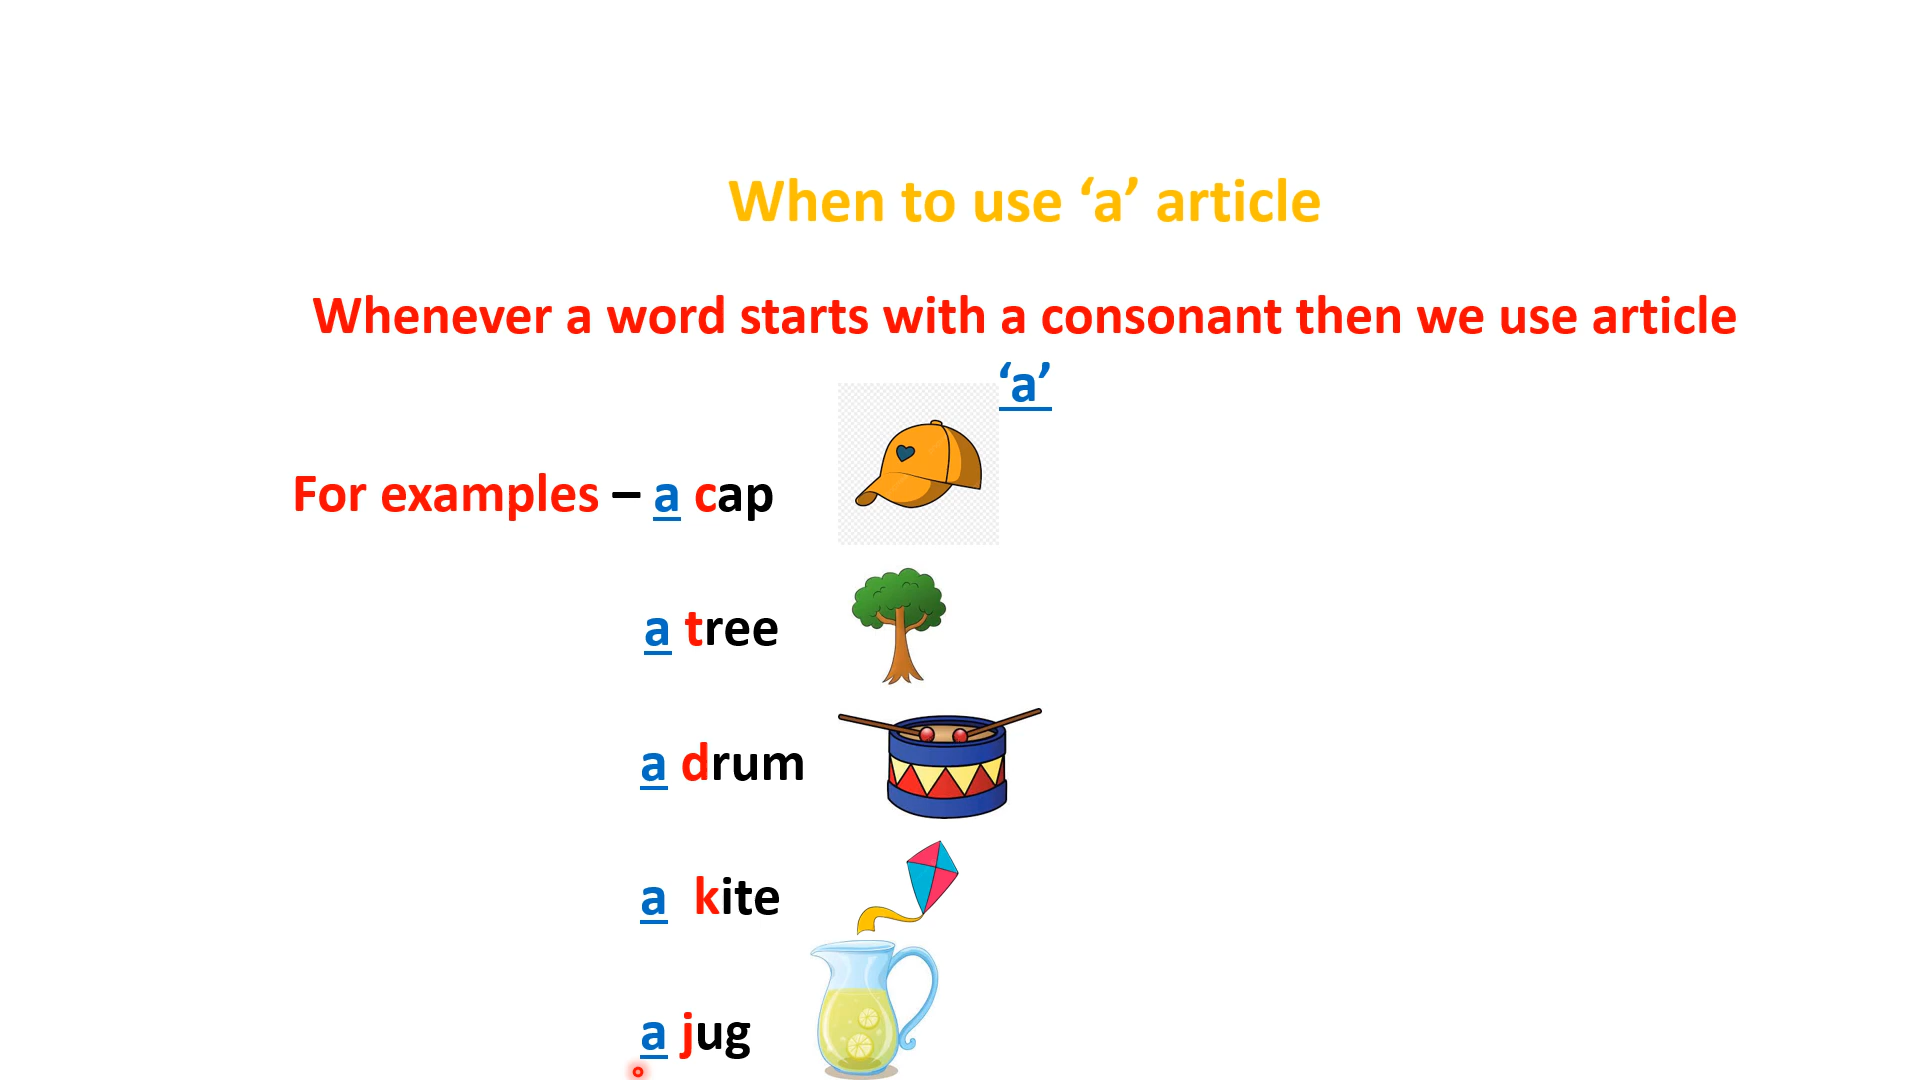 When to use ‘a’ article
Whenever a word starts with a consonant then we use article
‘a’
For examples – a cap
a tree
a drum
a kite
a jug